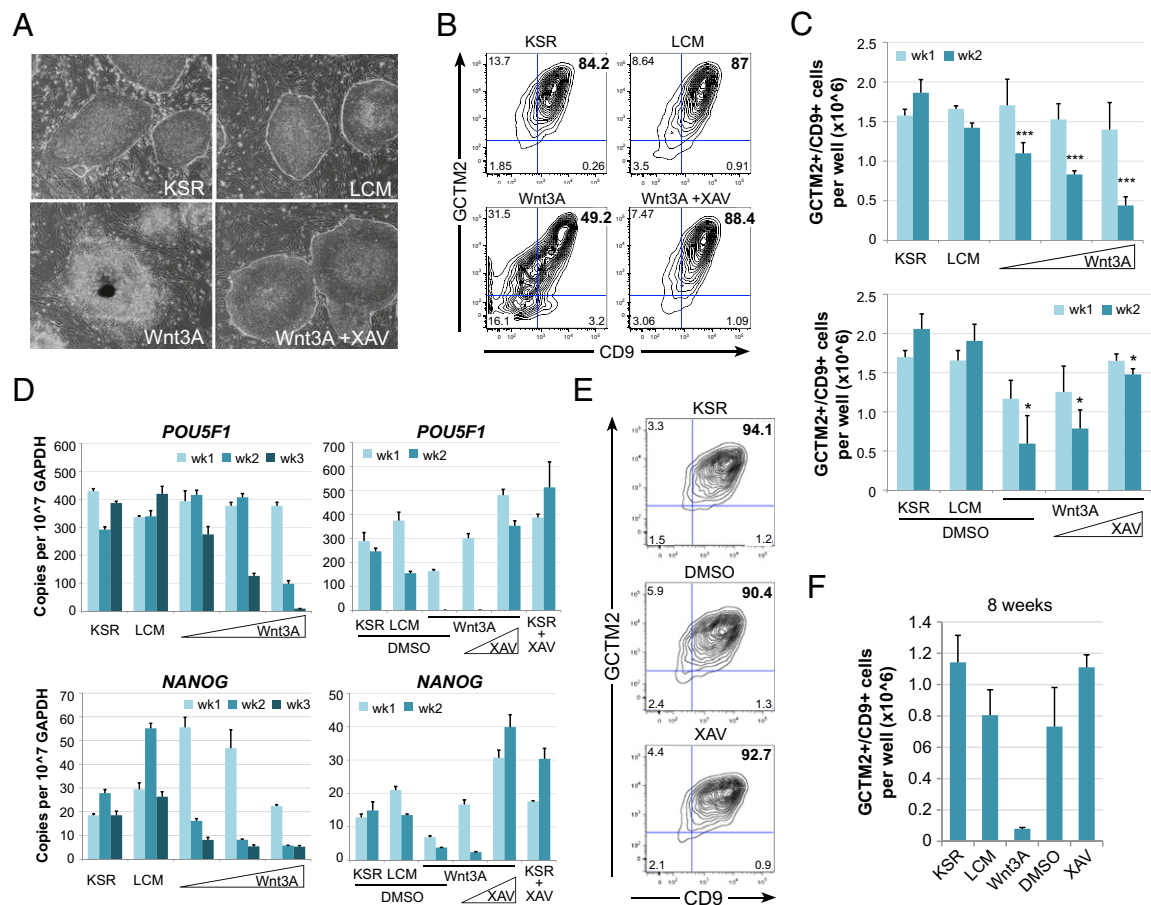 A
KSR
LCM
Wnt3A
Wnt3A +XAV
B
KSR
LCM
13.7
84.2
8.64
87
1.85
0.26
3.5
0.91
Wnt3A
Wnt3A +XAV
31.5
49.2
7.47
88.4
16.1
3.2
3.06
1.09
GCTM2
CD9
C
wk1 wk2
GCTM2+/CD9+ cells
per well (x10^6)
2.5
2.0
1.5
1.0
0.5
0
***
***
***
KSR LCM Wnt3A
wk1 wk2
GCTM2+/CD9+ cells
per well (x10^6)
2.5
2.0
1.5
1.0
0.5
0
*
*
*
KSR LCM Wnt3A
DMSO XAV
D
POU5F1
wk1 wk2 wk3
Copies per 10^7 GAPDH
600
500
400
300
200
100
0
KSR LCM Wnt3A
POU5F1
wk1 wk2
700
600
500
400
300
200
100
0
KSR LCM Wnt3A KSR
+
XAV
DMSO XAV
NANOG
wk1 wk2 wk3
Copies per 10^7 GAPDH
70
60
50
40
30
20
10
0
KSR LCM Wnt3A
NANOG
wk1 wk2
50
40
30
20
10
0
KSR LCM Wnt3A KSR
+
XAV
DMSO XAV
E
KSR
3.3
94.1
1.5
1.2
DMSO
5.9
90.4
2.4
1.3
XAV
4.4
92.7
2.1
0.9
GCTM2
CD9
F
8 weeks
GCTM2+/CD9+ cells
per well (x10^6)
1.4
1.2
1.0
0.8
0.6
0.4
0.2
0
KSR
LCM
Wnt3A
DMSO
XAV